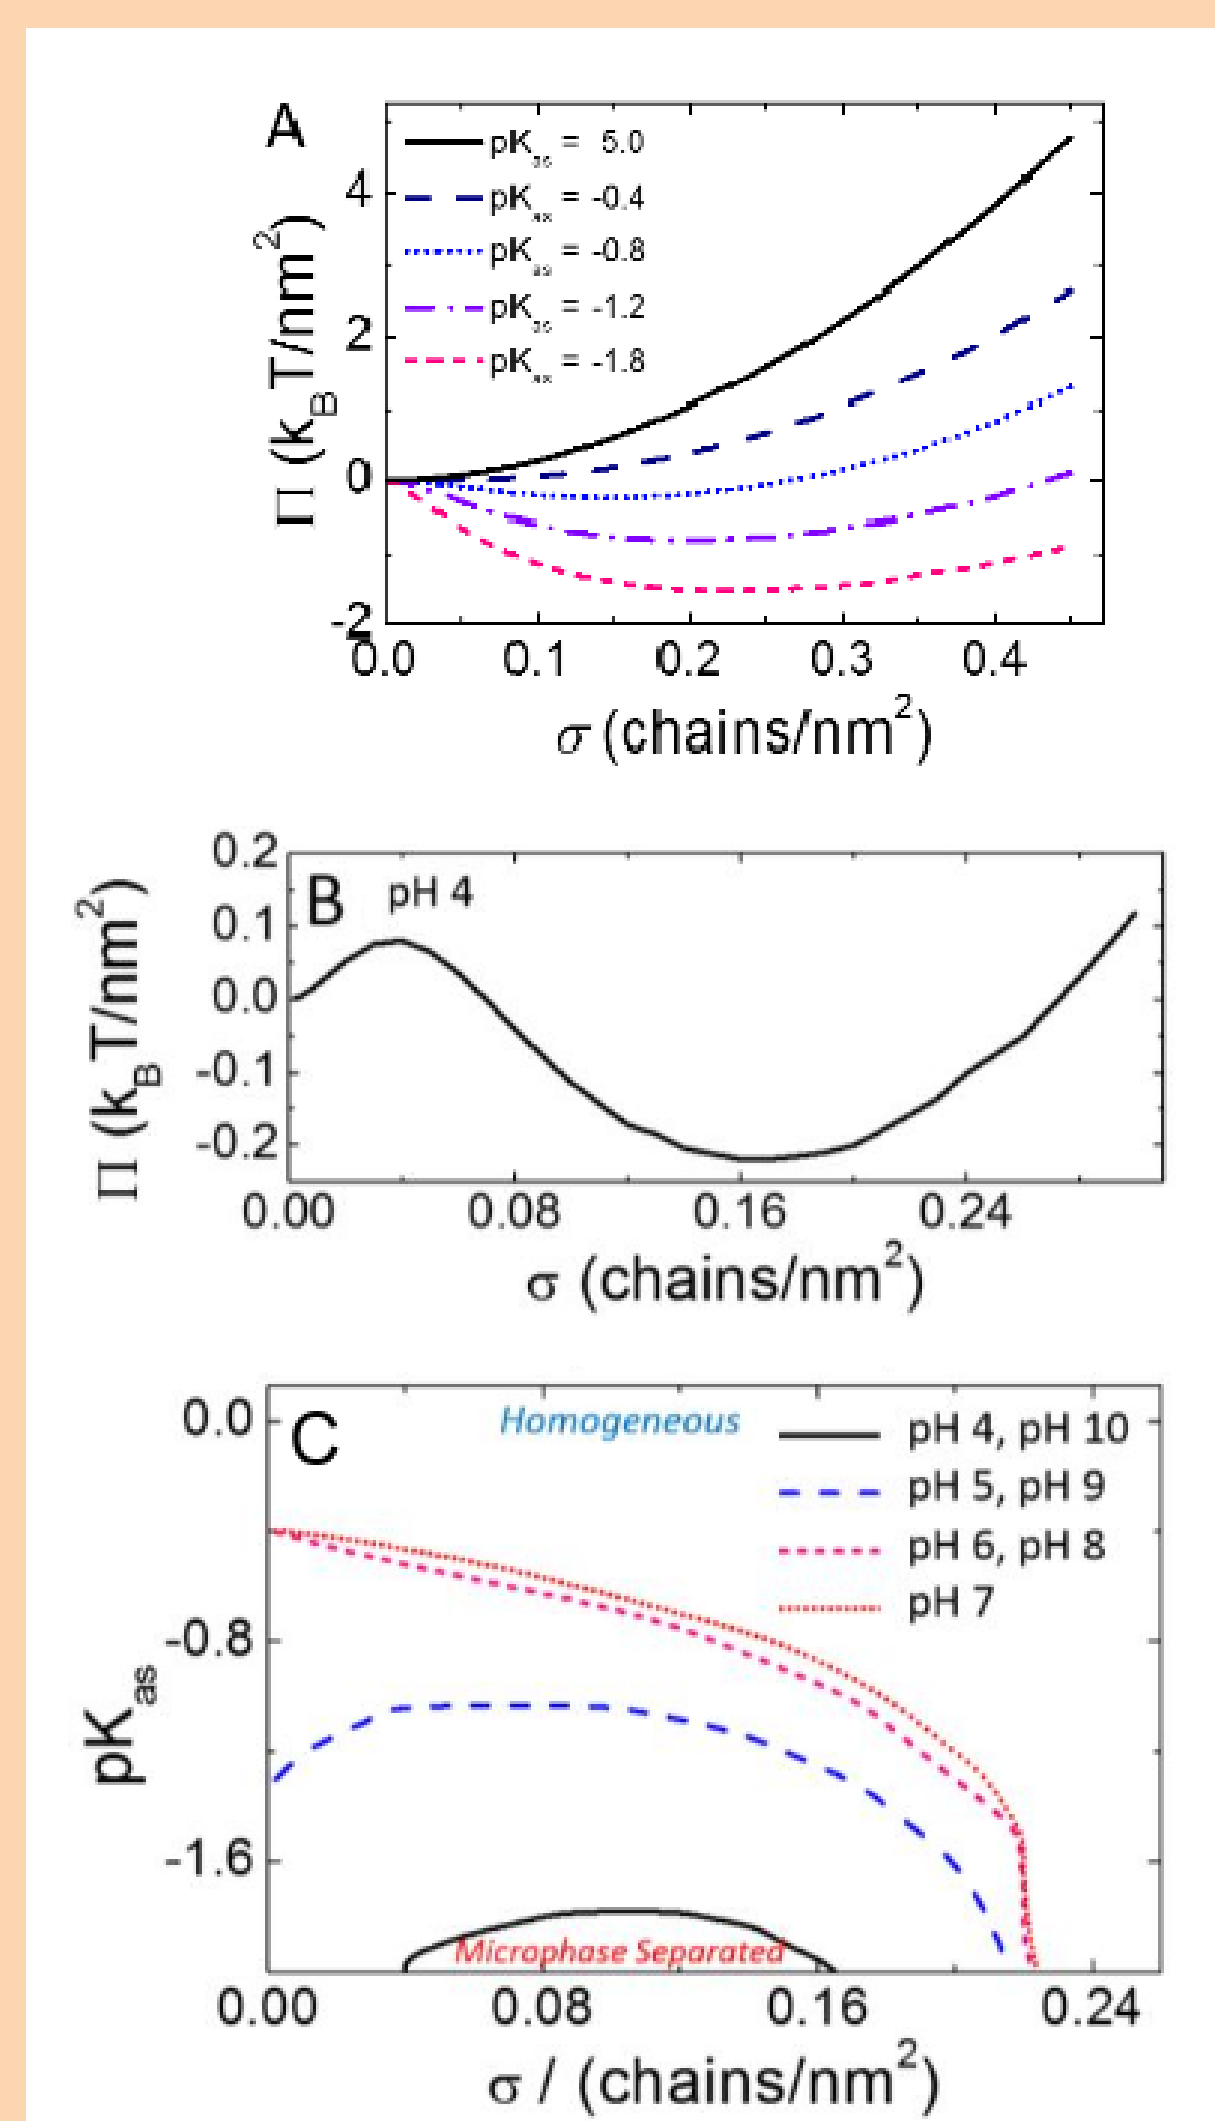 A
pK_as = 5.0
pK_as = -0.4
pK_as = -0.8
pK_as = -1.2
pK_as = -1.8
4
2
0
-2
Π (k_BT/nm²)
0.0 0.1 0.2 0.3 0.4
σ (chains/nm²)
B pH 4
0.2
0.1
0.0
-0.1
-0.2
Π (k_BT/nm²)
0.00 0.08 0.16 0.24
σ (chains/nm²)
C
Homogeneous
pH 4, pH 10
pH 5, pH 9
pH 6, pH 8
pH 7
0.0
-0.8
-1.6
pK_as
Microphase Separated
0.00 0.08 0.16 0.24
σ / (chains/nm²)